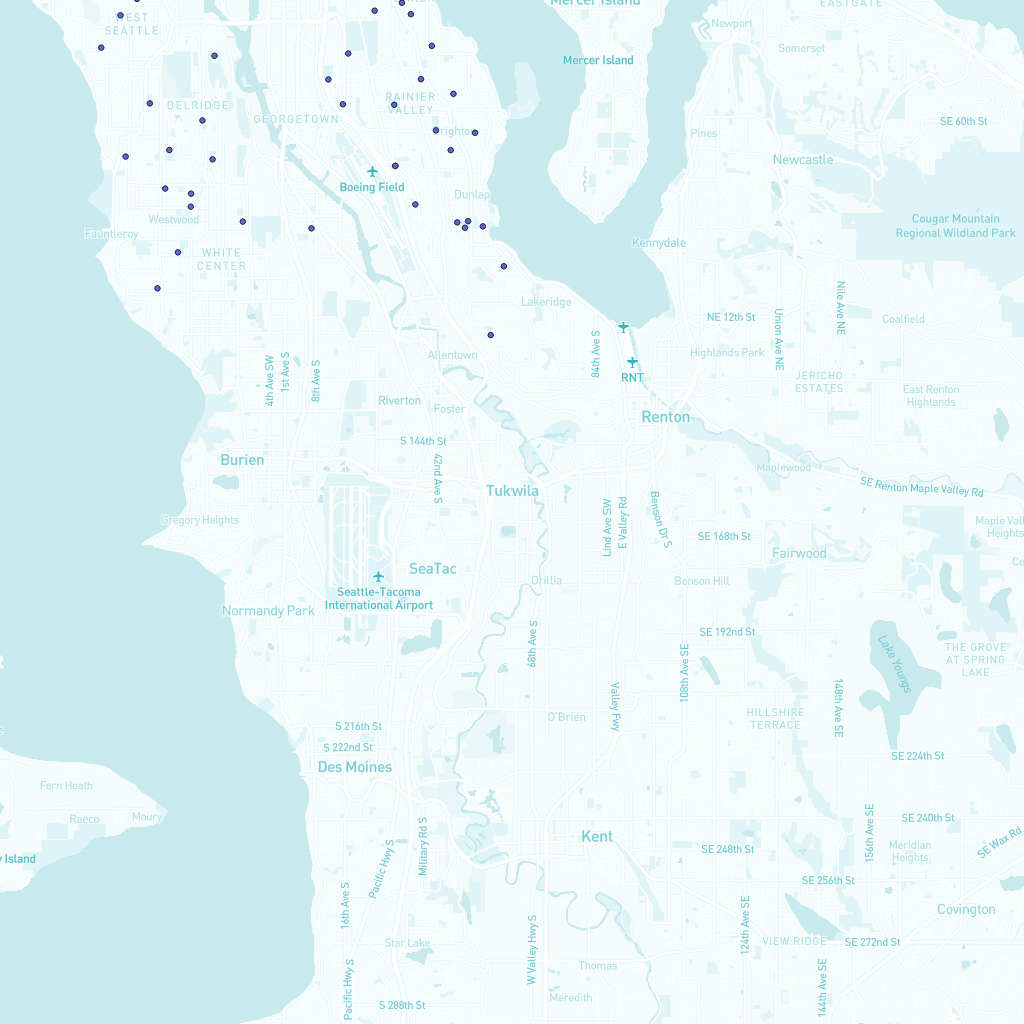 Mercer Island
EASTGATE
WEST
SEATTLE
Newport
Somerset
Mercer Island
RAINIER
VALLEY
DELRIDGE
GEORGETOWN
SE 60th St
Brighton
Pines
Newcastle
Boeing Field
Dunlap
Westwood
Fauntleroy
Cougar Mountain
Regional Wildland Park
Kennydale
WHITE
CENTER
Lakeridge
Nile Ave NE
Union Ave NE
NE 12th St
Coalfield
84th Ave S
Highlands Park
Allentown
4th Ave SW
1st Ave S
8th Ave S
RNT
JERICHO
ESTATES
East Renton
Highlands
Riverton
Foster
Renton
S 144th St
Burien
42nd Ave S
Maplewood
SE Renton Maple Valley Rd
Tukwila
Gregory Heights
Lind Ave SW
E Valley Rd
Benson Dr S
SE 168th St
Maple Vall
Heights
Fairwood
SeaTac
Orillia
Benson Hill
Seattle-Tacoma
International Airport
Normandy Park
SE 192nd St
68th Ave S
108th Ave SE
Lake Youngs
THE GROVE
AT SPRING
LAKE
148th Ave SE
Valley Fwy
O'Brien
HILLSHIRE
TERRACE
S 216th St
S 222nd St
SE 224th St
Des Moines
Fern Heath
Raeco
Maury
Military Rd S
Kent
156th Ave SE
SE 240th St
SE Wax Rd
SE 248th St
Meridian
Heights
y Island
Pacific Hwy S
SE 256th St
16th Ave S
124th Ave SE
Covington
W Valley Hwy S
Star Lake
VIEW RIDGE
SE 272nd St
Thomas
Pacific Hwy S
144th Ave SE
Meredith
S 288th St